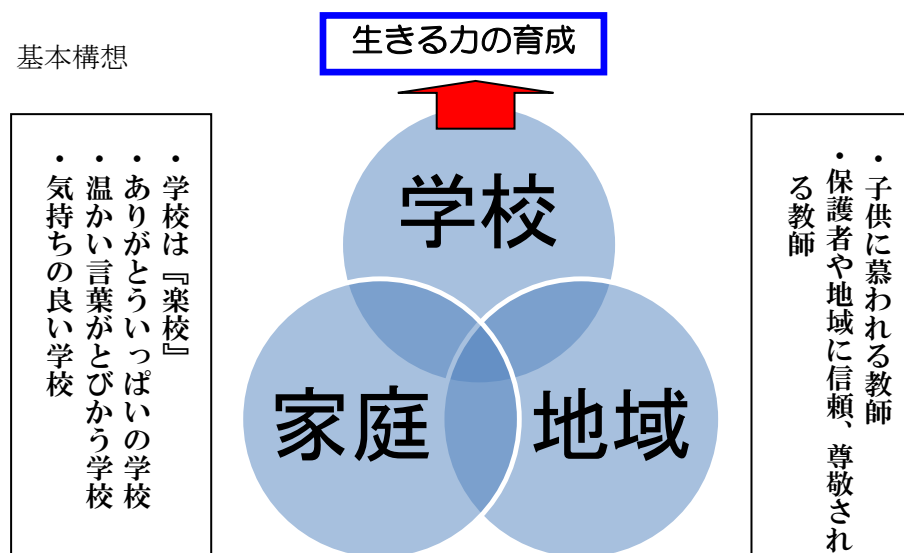 基本構想
生きる力の育成
・学校は『楽校』
・ありがとういっぱいの学校
・温かい言葉がとびかう学校
・気持ちの良い学校
学校
家庭
地域
・子供に慕われる教師
・保護者や地域に信頼、尊敬され
る教師